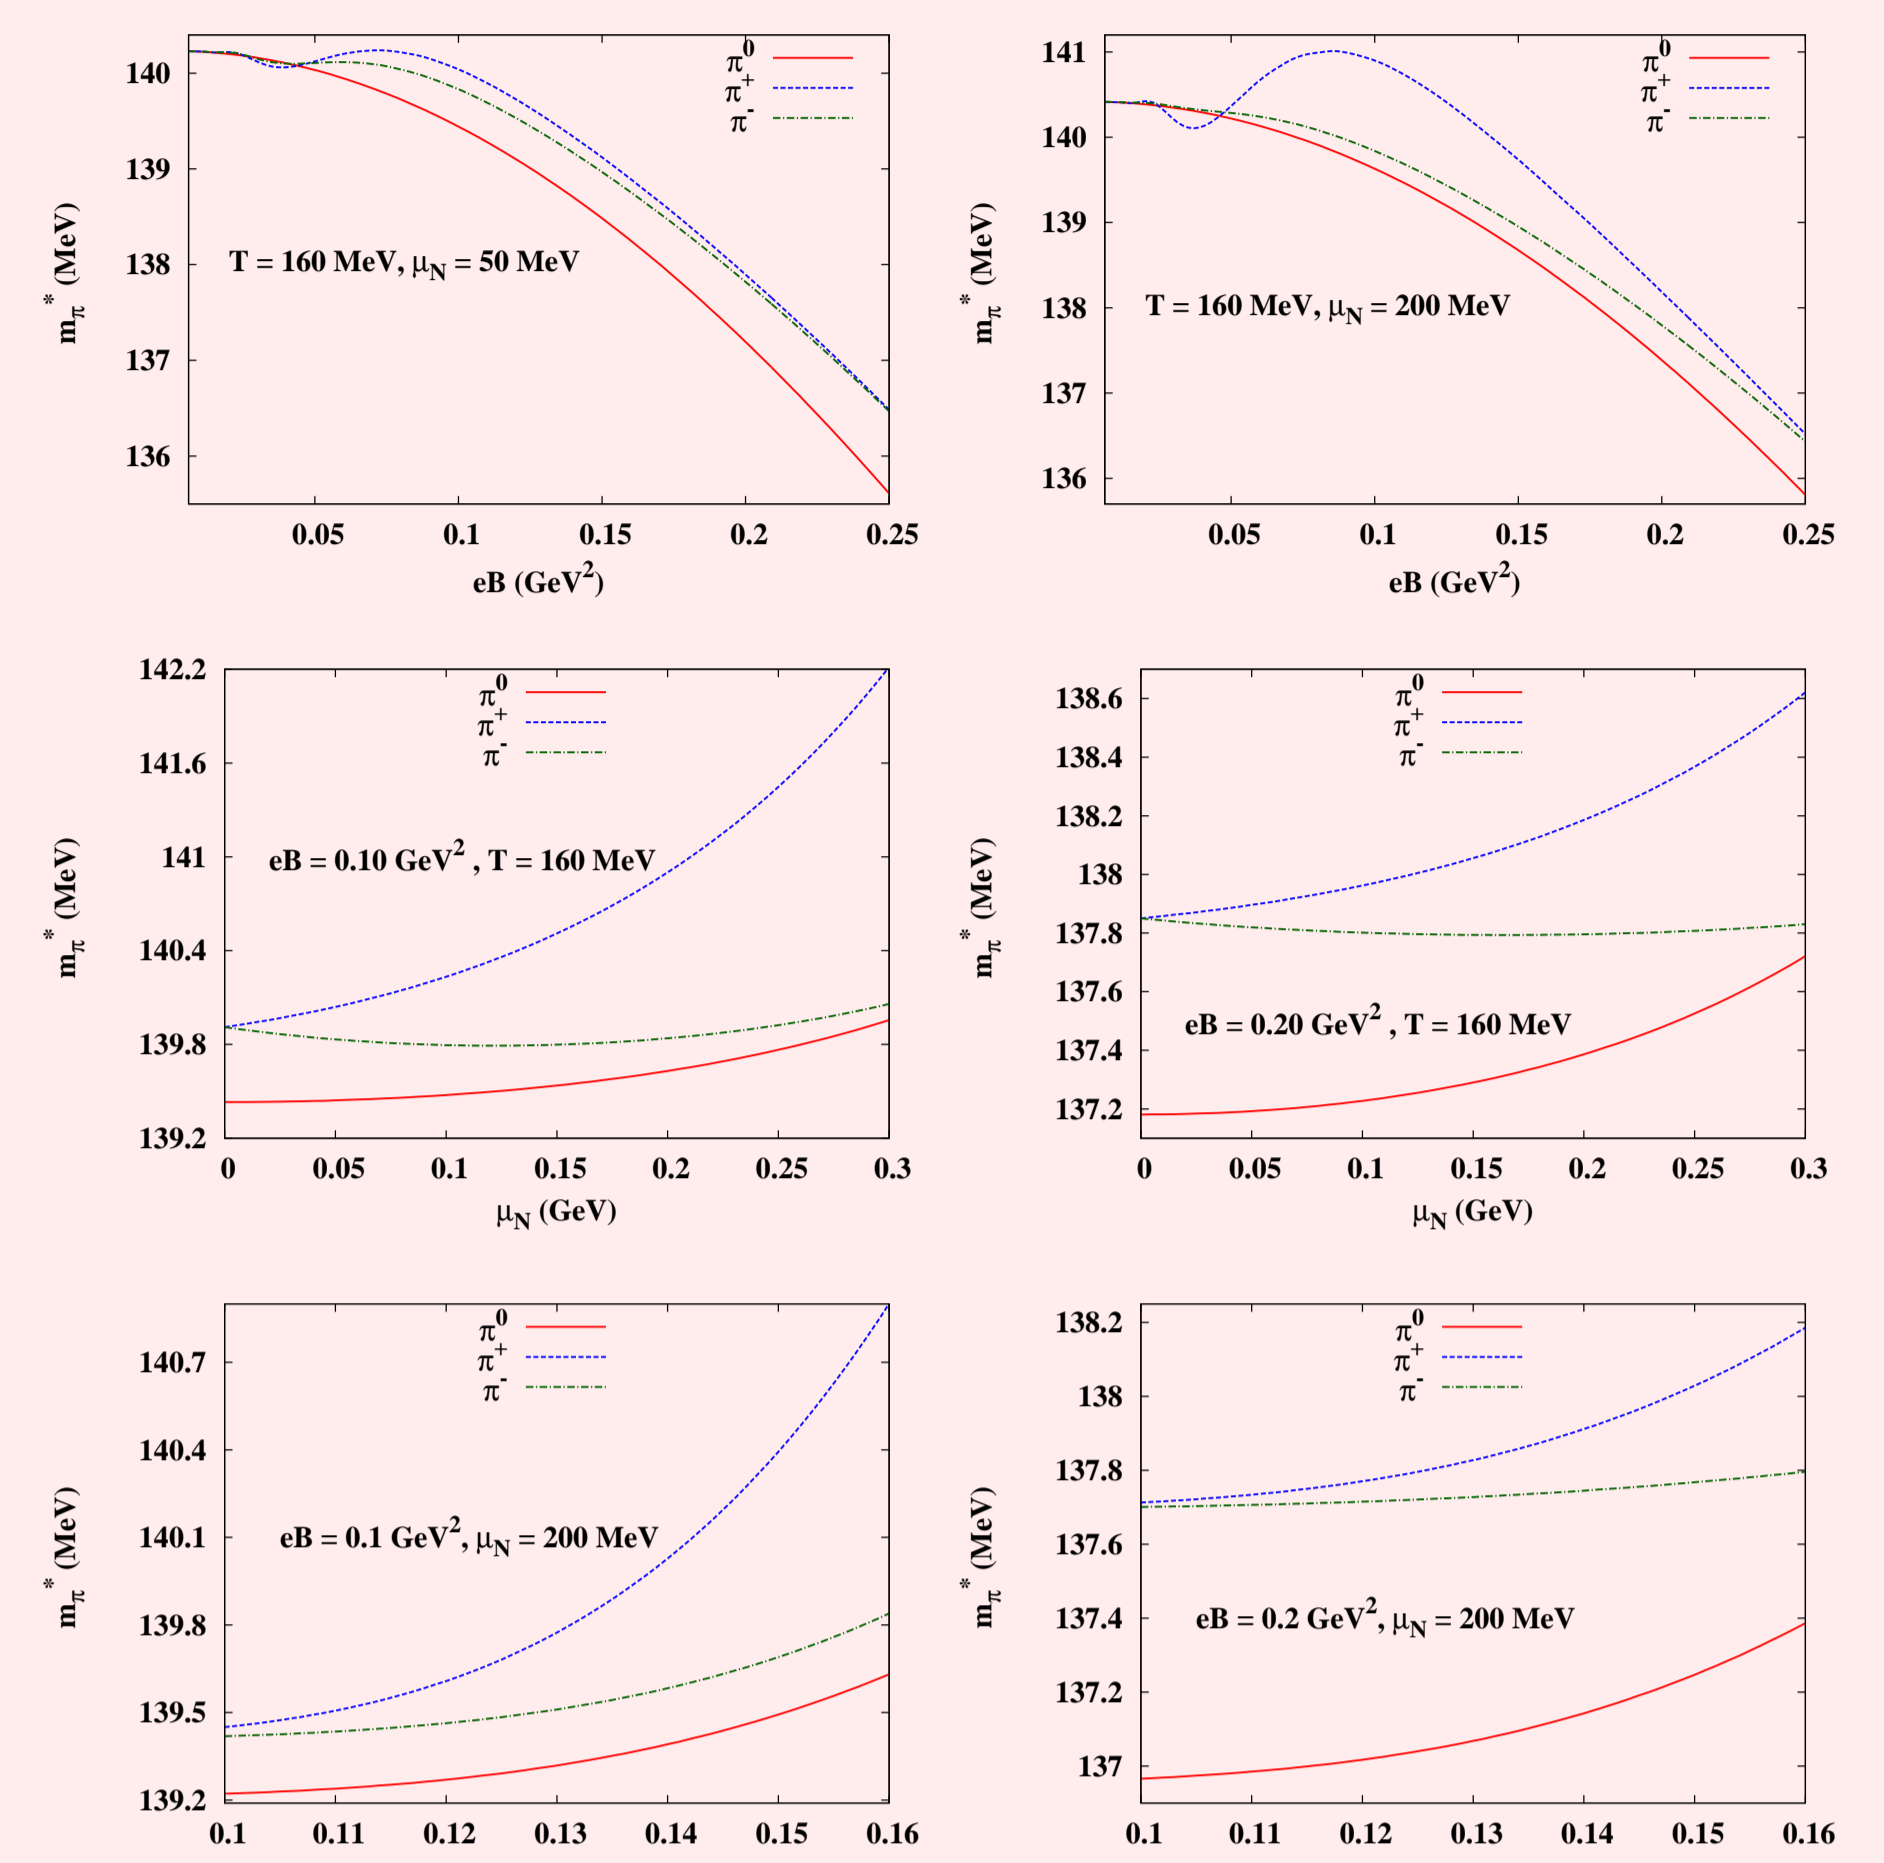 π⁰
π⁺
π⁻
140
139
138
137
136
mπ* (MeV)
T = 160 MeV, μN = 50 MeV
0.05 0.1 0.15 0.2 0.25
eB (GeV²)
π⁰
π⁺
π⁻
141
140
139
138
137
136
mπ* (MeV)
T = 160 MeV, μN = 200 MeV
0.05 0.1 0.15 0.2 0.25
eB (GeV²)
π⁰
π⁺
π⁻
142.2
141.6
141
140.4
139.8
139.2
mπ* (MeV)
eB = 0.10 GeV² , T = 160 MeV
0 0.05 0.1 0.15 0.2 0.25 0.3
μN (GeV)
π⁰
π⁺
π⁻
138.6
138.4
138.2
138
137.8
137.6
137.4
137.2
mπ* (MeV)
eB = 0.20 GeV² , T = 160 MeV
0 0.05 0.1 0.15 0.2 0.25 0.3
μN (GeV)
π⁰
π⁺
π⁻
140.7
140.4
140.1
139.8
139.5
139.2
mπ* (MeV)
eB = 0.1 GeV², μN = 200 MeV
0.1 0.11 0.12 0.13 0.14 0.15 0.16
π⁰
π⁺
π⁻
138.2
138
137.8
137.6
137.4
137.2
137
mπ* (MeV)
eB = 0.2 GeV², μN = 200 MeV
0.1 0.11 0.12 0.13 0.14 0.15 0.16